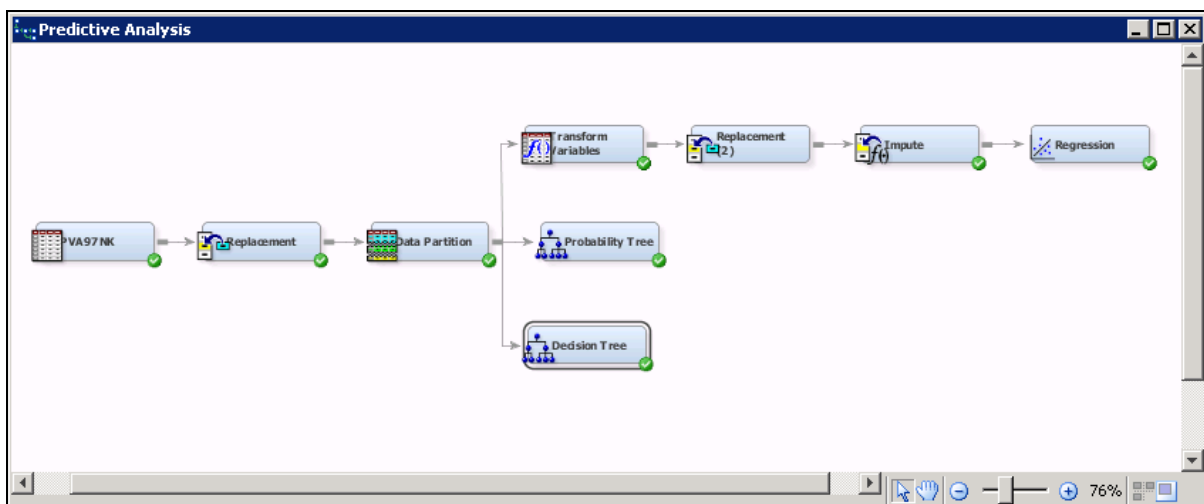 Predictive Analysis
Transform
Variables
Replacement
(2)
Impute
Regression
PVA97NK
Replacement
Data Partition
Probability Tree
Decision Tree
76%